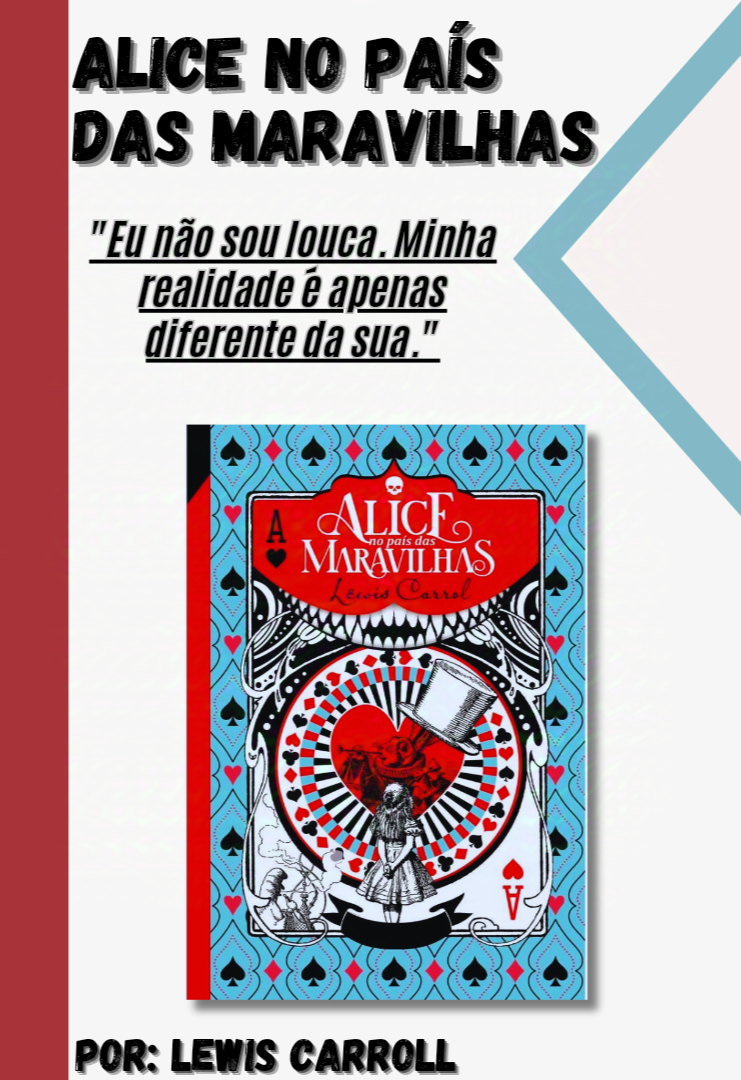 ALICE NO PAÍS
DAS MARAVILHAS
"Eu não sou louca. Minha
realidade é apenas
diferente da sua."
A
ALICE
no país das
MARAVILHAS
Lewis Carrol
A
POR: LEWIS CARROLL